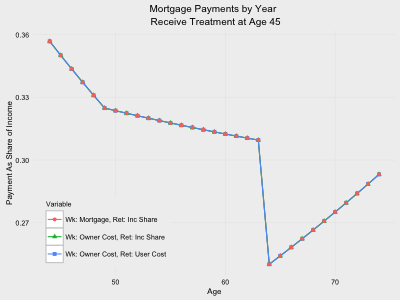 Mortgage Payments by Year
Receive Treatment at Age 45
Payment As Share of Income
0.36
0.33
0.30
0.27
Variable
Wk: Mortgage, Ret: Inc Share
Wk: Owner Cost, Ret: Inc Share
Wk: Owner Cost, Ret: User Cost
50
60
70
Age